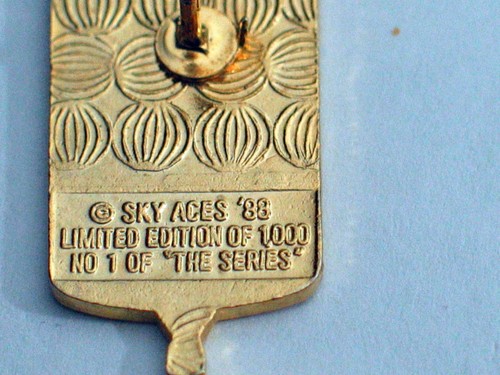 © SKY ACES '88
LIMITED EDITION OF 1,000
NO 1 OF "THE SERIES"